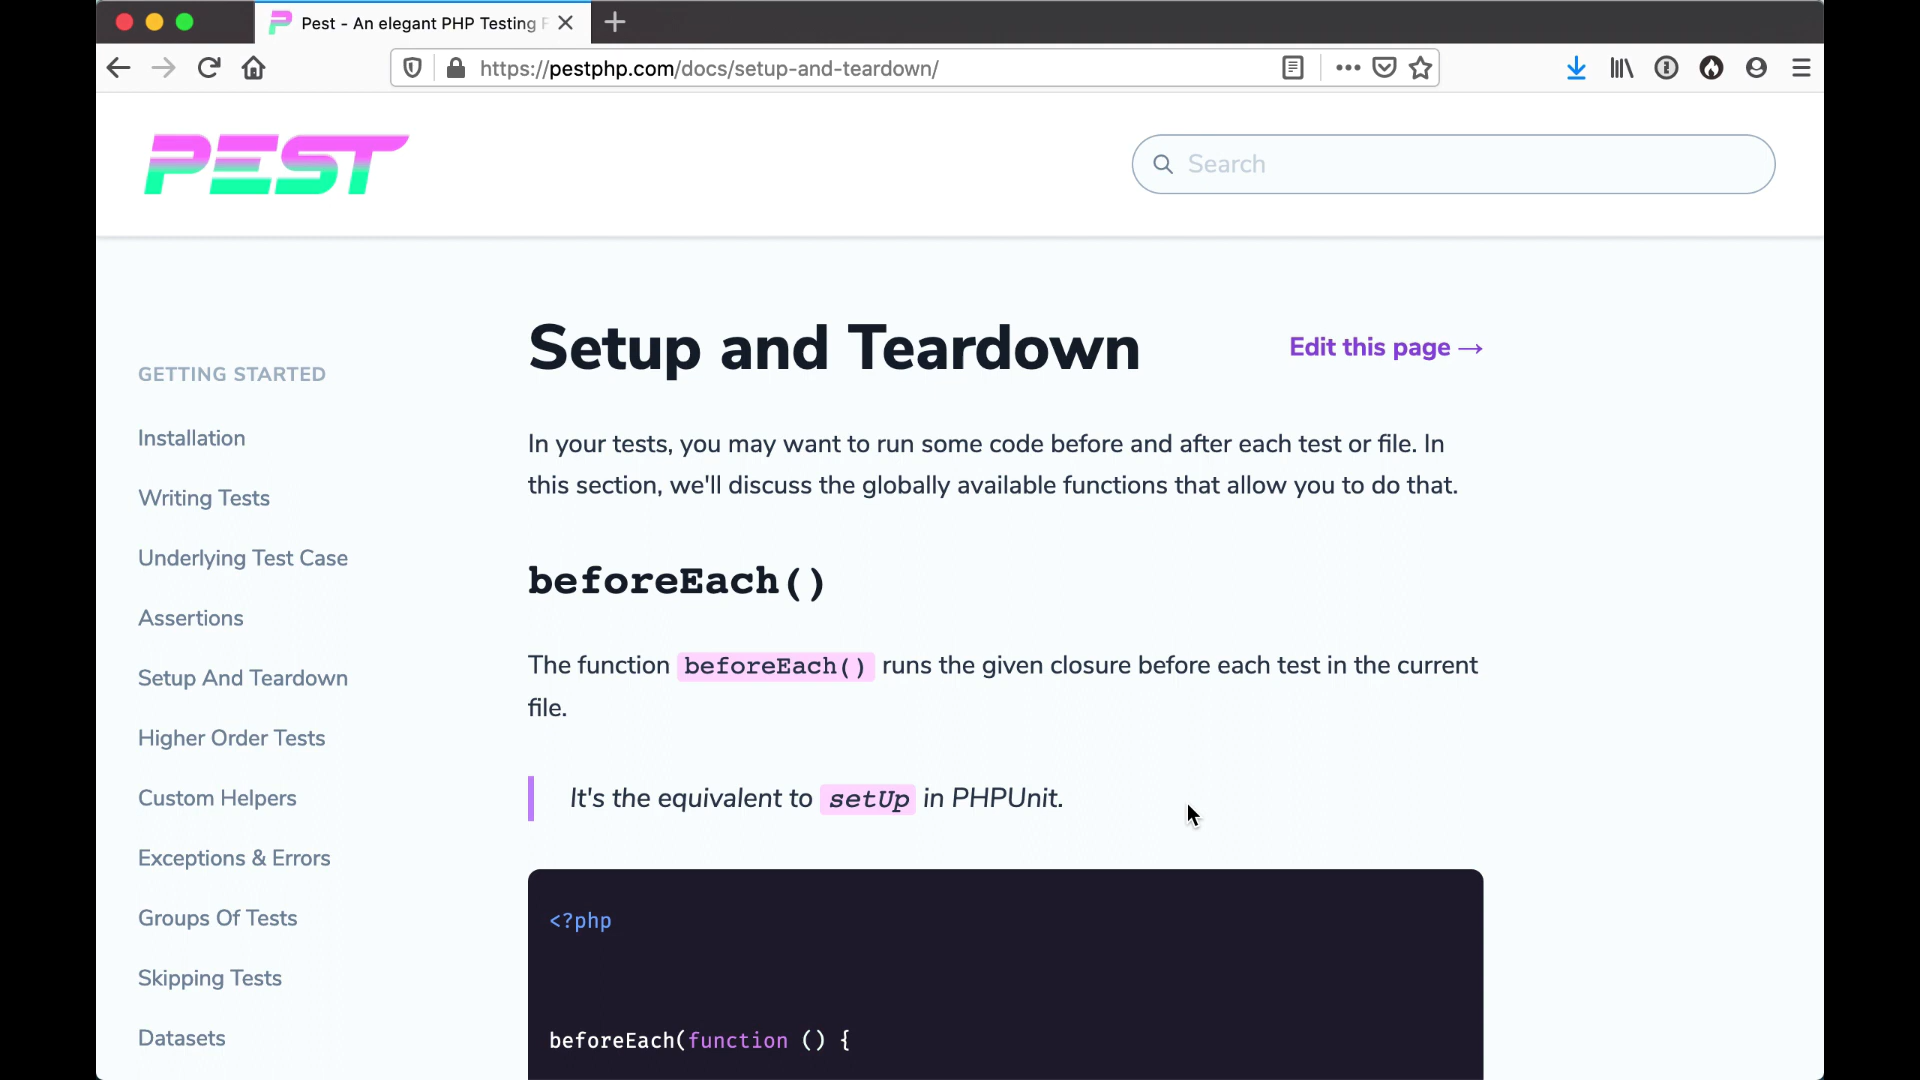 Pest - An elegant PHP Testing F
https://pestphp.com/docs/setup-and-teardown/
PEST
Search
GETTING STARTED
Installation
Writing Tests
Underlying Test Case
Assertions
Setup And Teardown
Higher Order Tests
Custom Helpers
Exceptions & Errors
Groups Of Tests
Skipping Tests
Datasets
Setup and Teardown
Edit this page →
In your tests, you may want to run some code before and after each test or file. In
this section, we'll discuss the globally available functions that allow you to do that.
beforeEach()
The function beforeEach() runs the given closure before each test in the current
file.
It's the equivalent to setUp in PHPUnit.
<?php
beforeEach(function () {